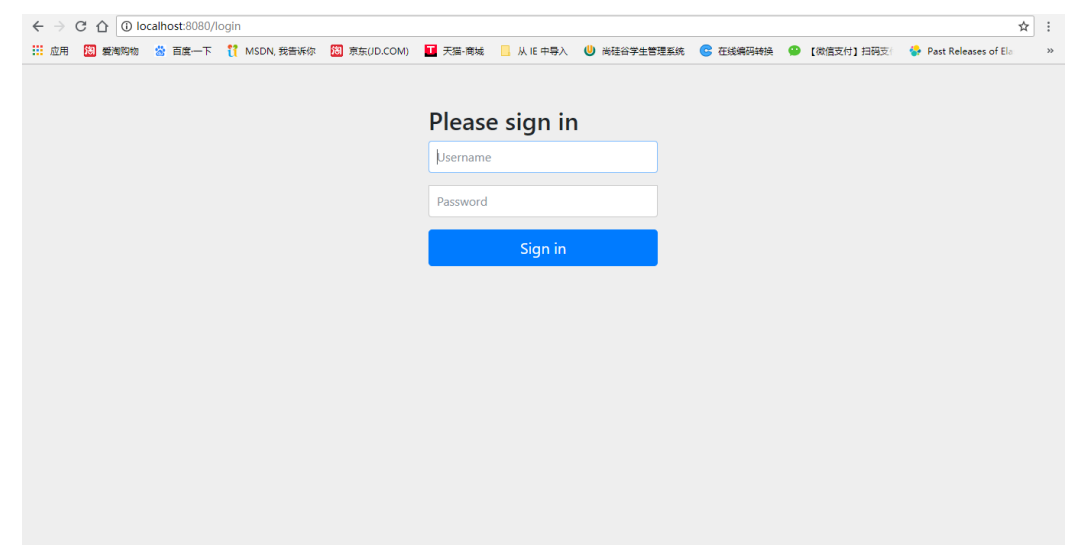 localhost:8080/login
应用 爱淘购物 百度一下 MSDN, 我告诉你 京东(JD.COM) 天猫-商城 从 IE 中导入 尚硅谷学生管理系统 在线编码转换 【微信支付】扫码支 Past Releases of Ela »
Please sign in
Username
Password
Sign in